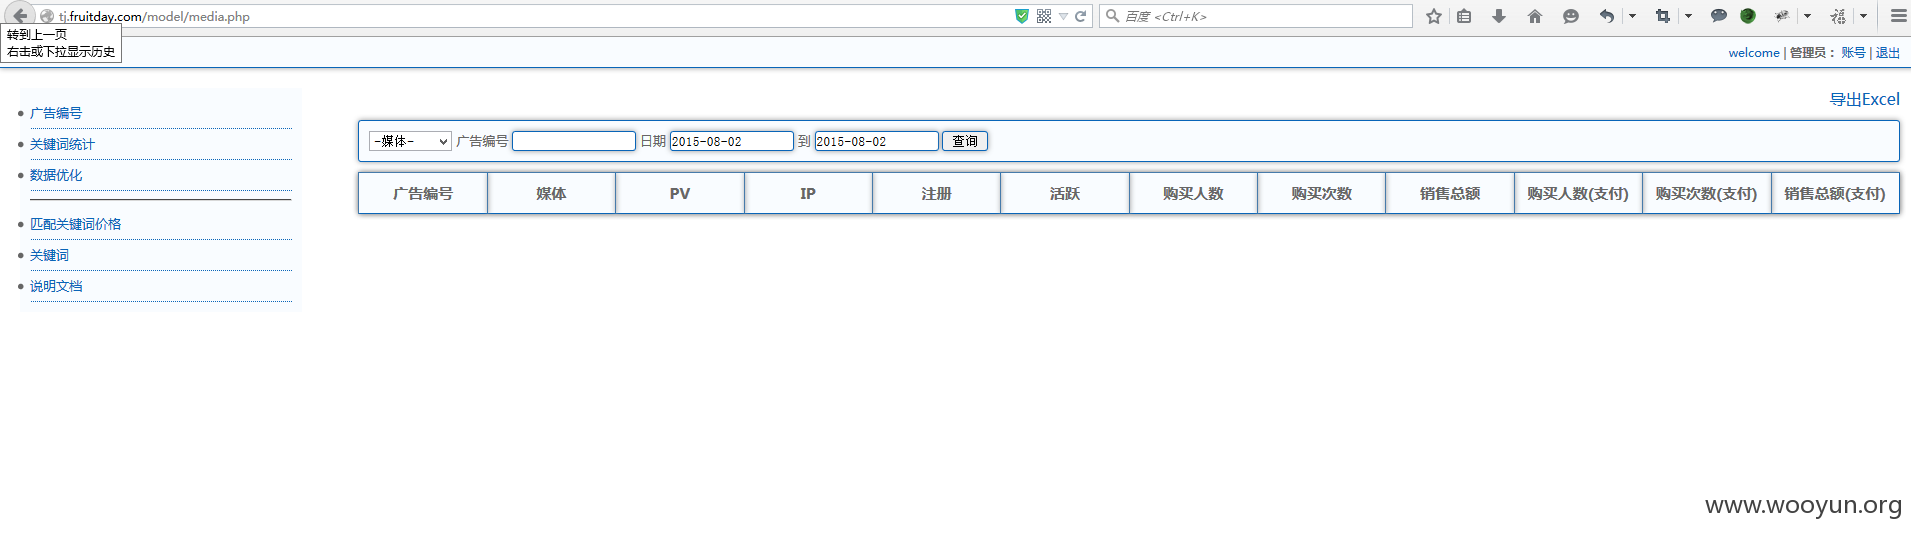 tj.fruitday.com/model/media.php
百度 <Ctrl+K>
转到上一页
右击或下拉显示历史
welcome | 管理员： 账号 | 退出
广告编号
关键词统计
数据优化
匹配关键词价格
关键词
说明文档
导出Excel
-媒体- 广告编号 日期 2015-08-02 到 2015-08-02 查询
广告编号 媒体 PV IP 注册 活跃 购买人数 购买次数 销售总额 购买人数(支付) 购买次数(支付) 销售总额(支付)
www.wooyun.org